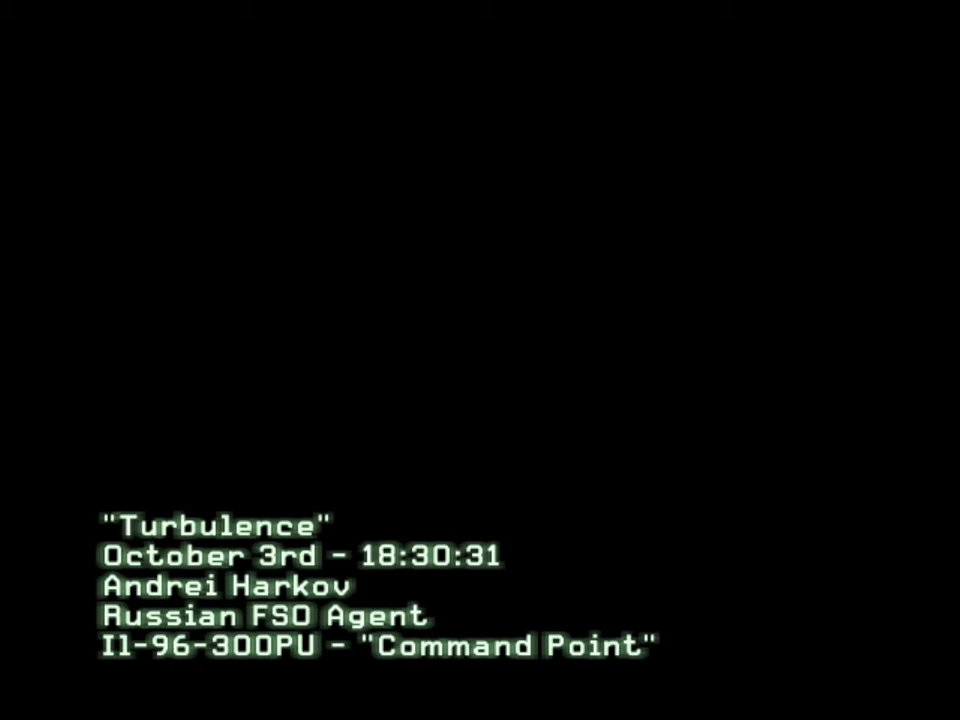 "Turbulence"
October 3rd - 18:30:31
Andrei Harkov
Russian FSO Agent
Il-96-300PU - "Command Point"